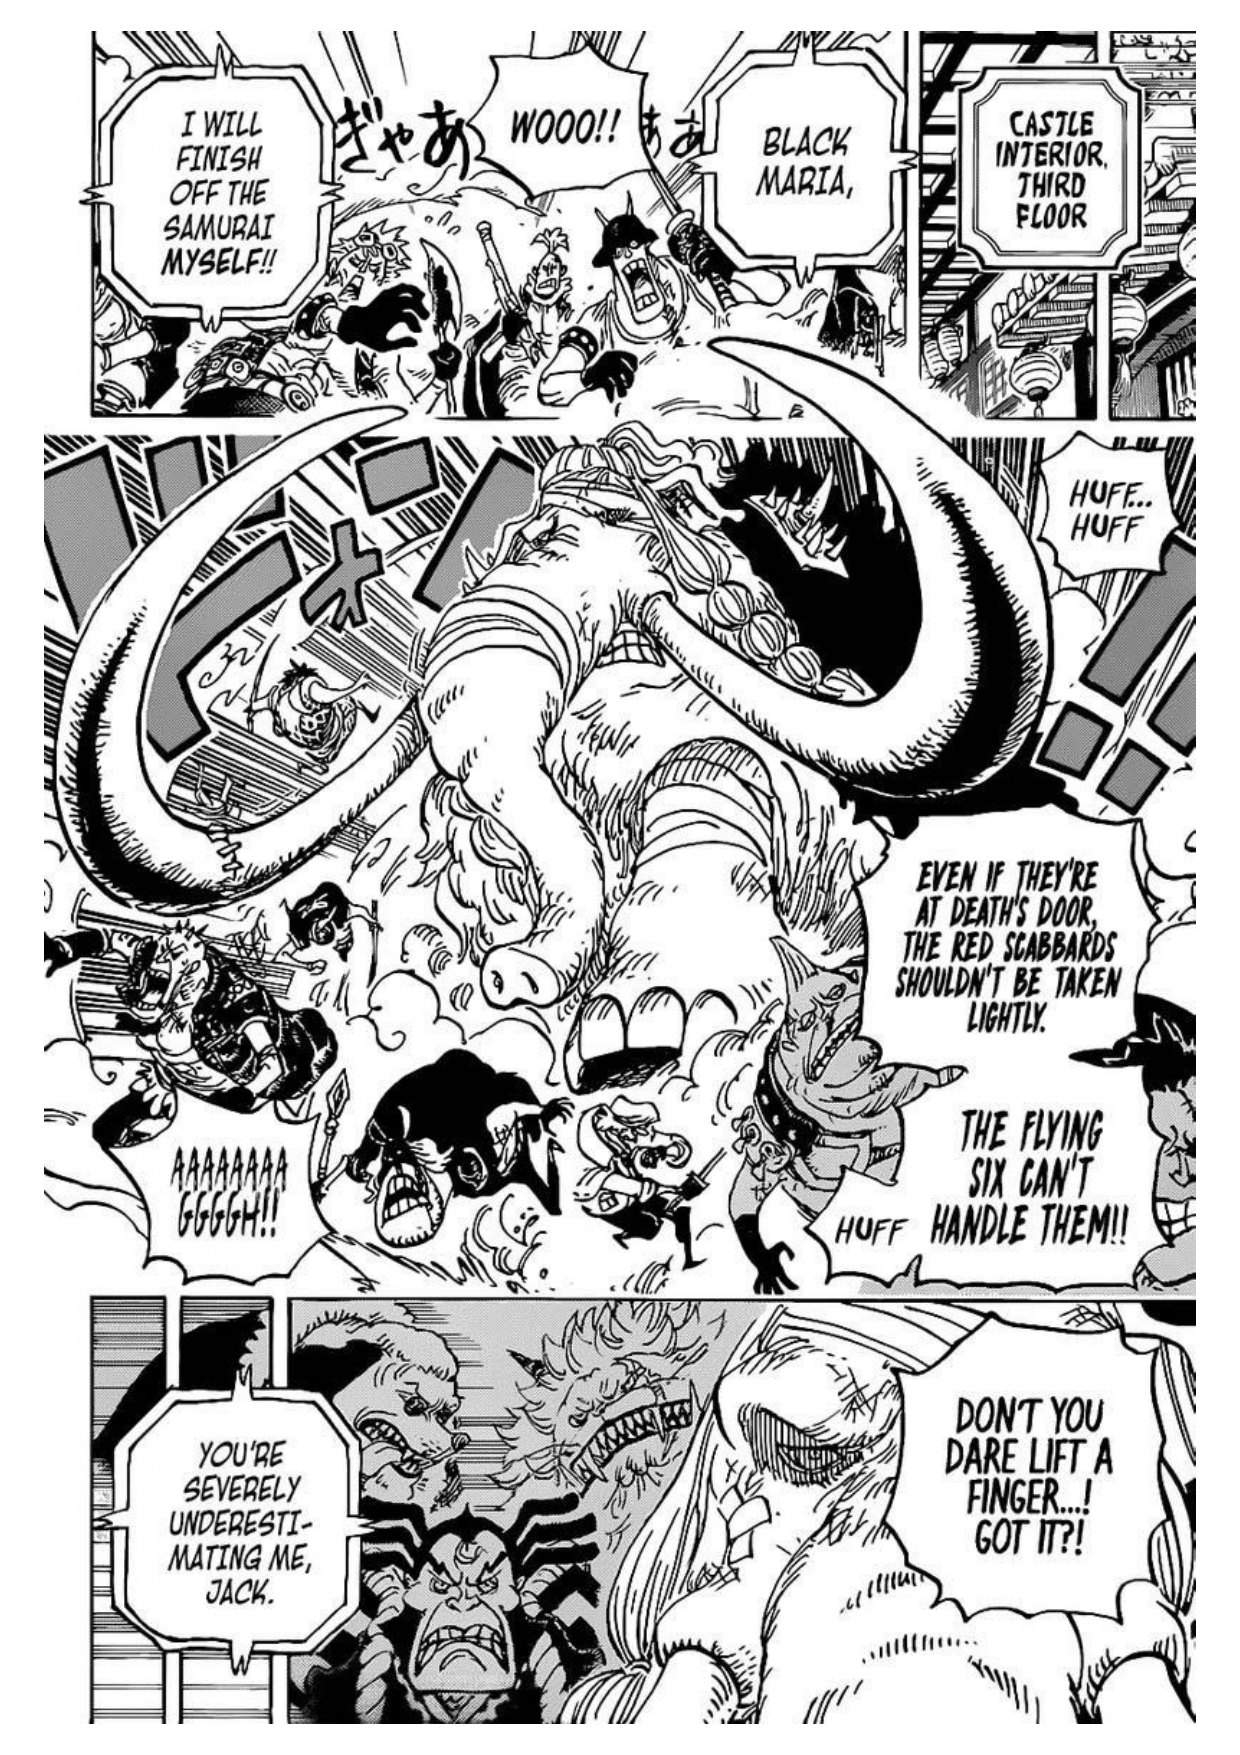 CASTLE
INTERIOR,
THIRD
FLOOR
BLACK
MARIA,
ぁぁ
WOOO!!
ぎゃあ
I WILL
FINISH
OFF THE
SAMURAI
MYSELF!!
HUFF...
HUFF
EVEN IF THEY'RE
AT DEATH'S DOOR,
THE RED SCABBARDS
SHOULDN'T BE TAKEN
LIGHTLY.
THE FLYING
SIX CAN'T
HANDLE THEM!!
HUFF
AAAAAAAA
GGGGH!!
DON'T YOU
DARE LIFT A
FINGER...!
GOT IT?!
YOU'RE
SEVERELY
UNDERESTI-
MATING ME,
JACK.